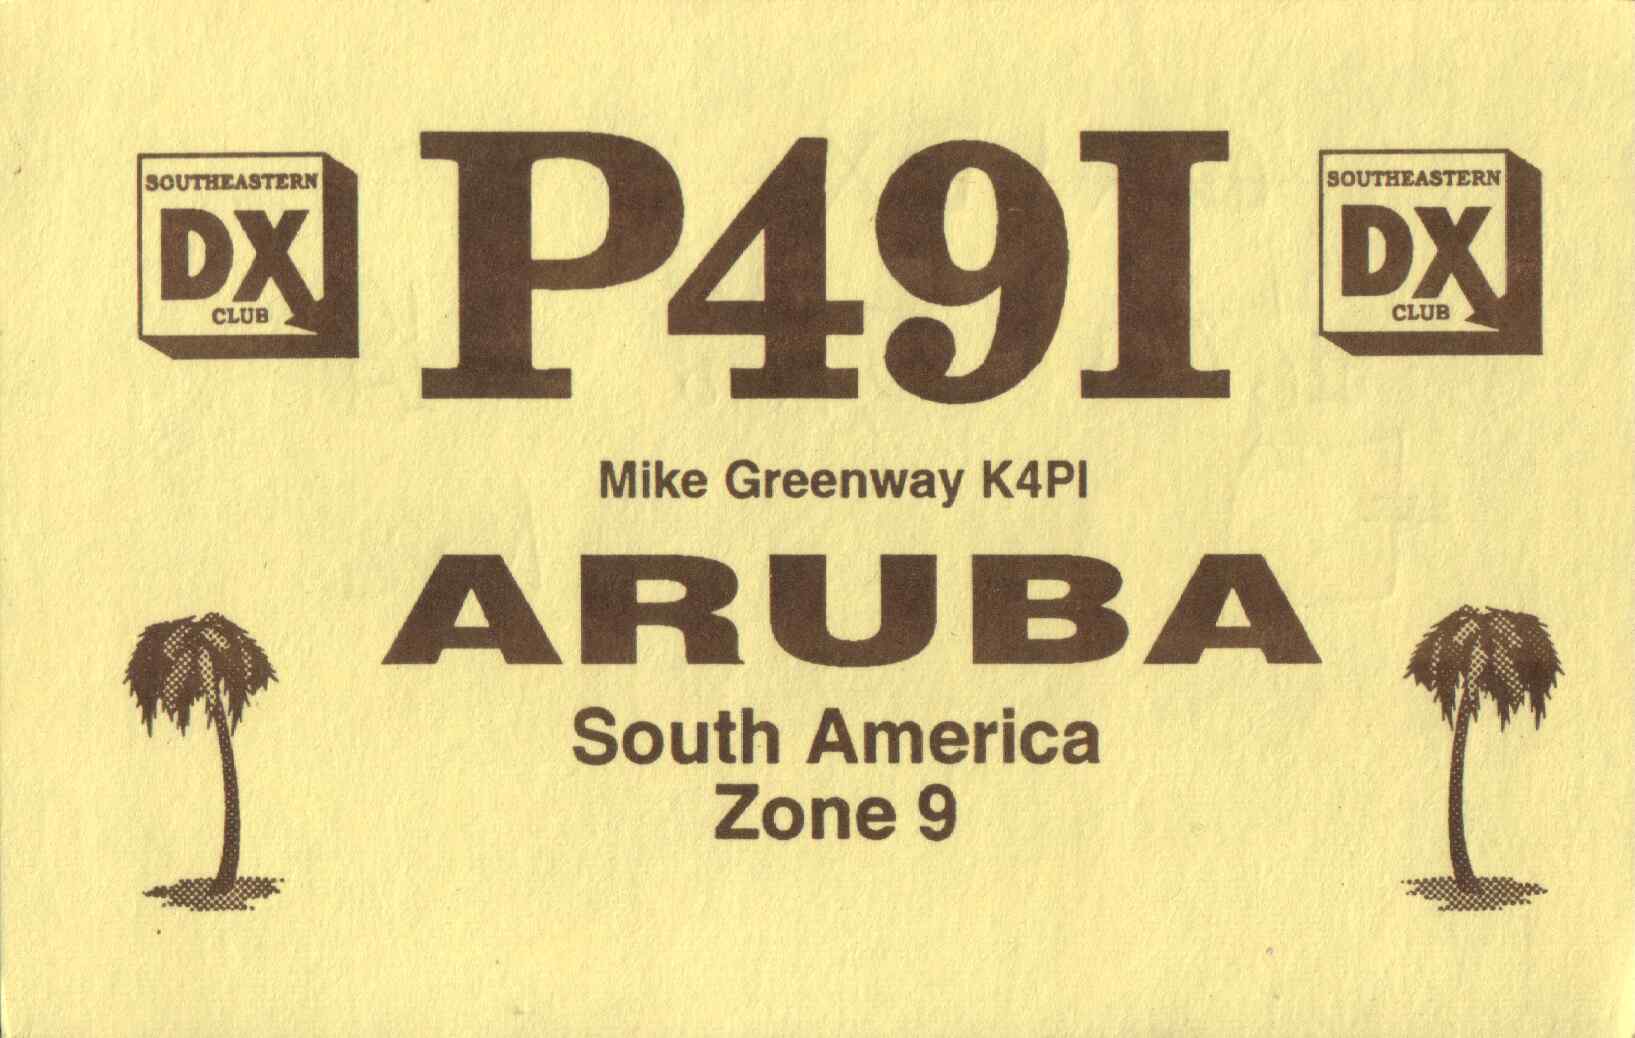 P49I
SOUTHEASTERN
DX
CLUB
SOUTHEASTERN
DX
CLUB
Mike Greenway K4PI
ARUBA
South America
Zone 9